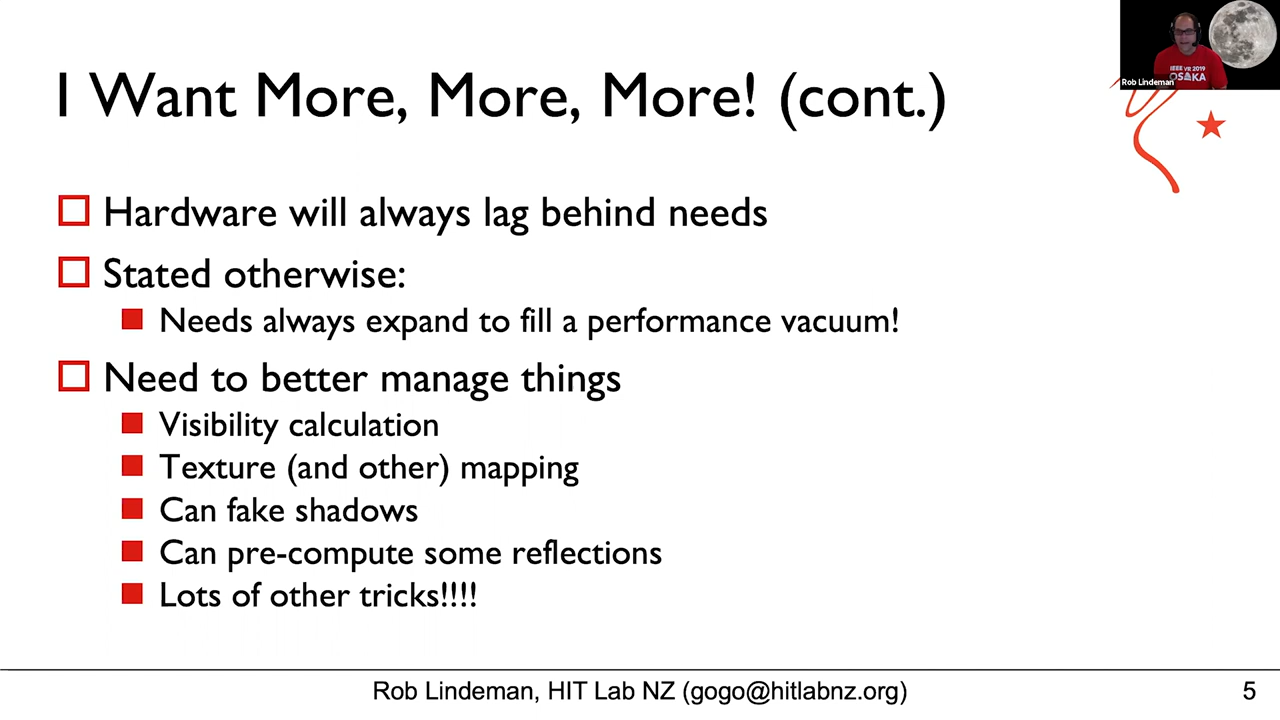 I Want More, More, More! (cont.)
IEEE VR 2019
OSAKA
Rob Lindeman
Hardware will always lag behind needs
Stated otherwise:
Needs always expand to fill a performance vacuum!
Need to better manage things
Visibility calculation
Texture (and other) mapping
Can fake shadows
Can pre-compute some reflections
Lots of other tricks!!!!
Rob Lindeman, HIT Lab NZ (gogo@hitlabnz.org)
5